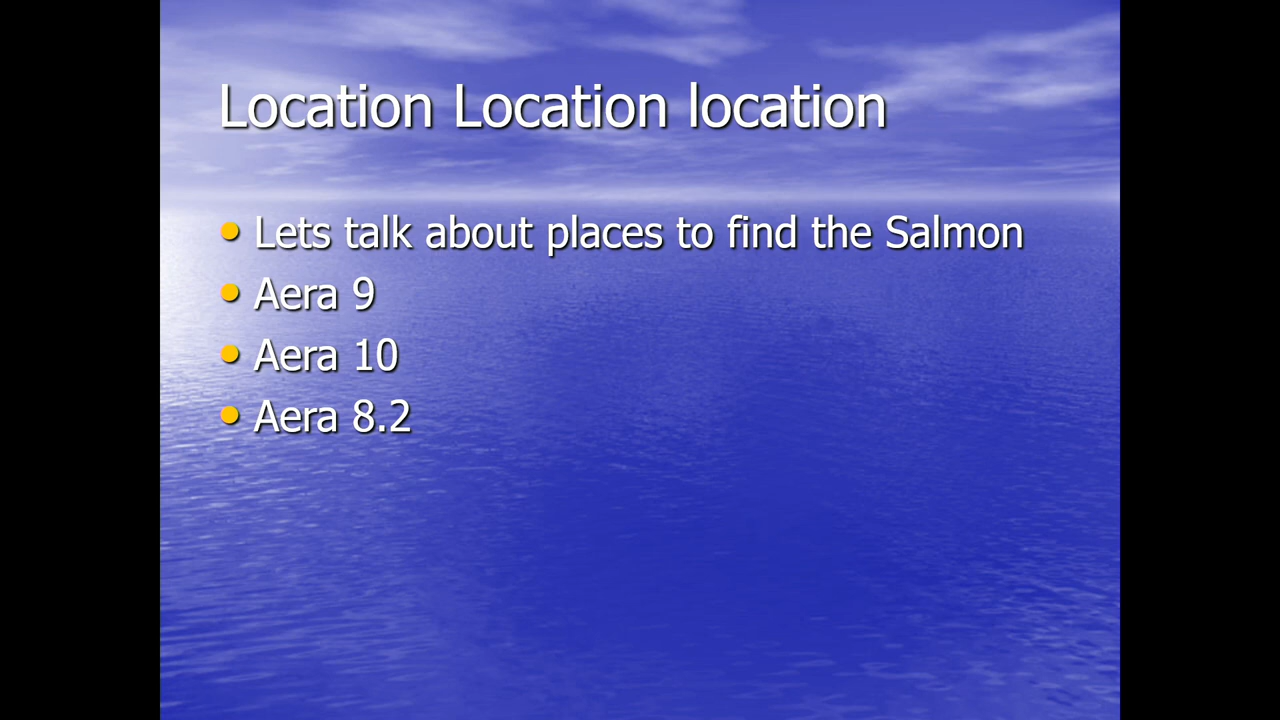 Location Location location
• Lets talk about places to find the Salmon
• Aera 9
• Aera 10
• Aera 8.2